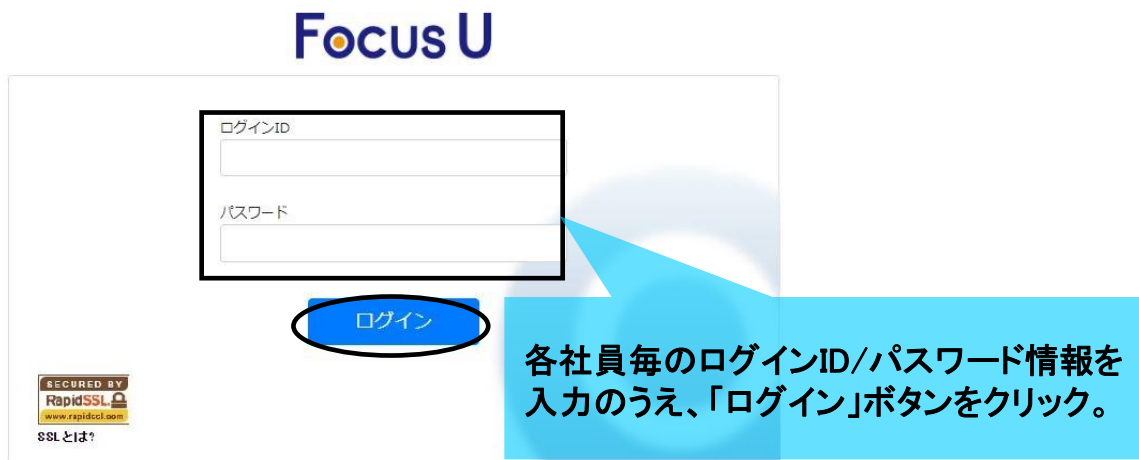 Focus U
ログインID
パスワード
ログイン
各社員毎のログインID/パスワード情報を
入力のうえ、「ログイン」ボタンをクリック。
SECURED BY
RapidSSL.
www.rapidssl.com
SSLとは?